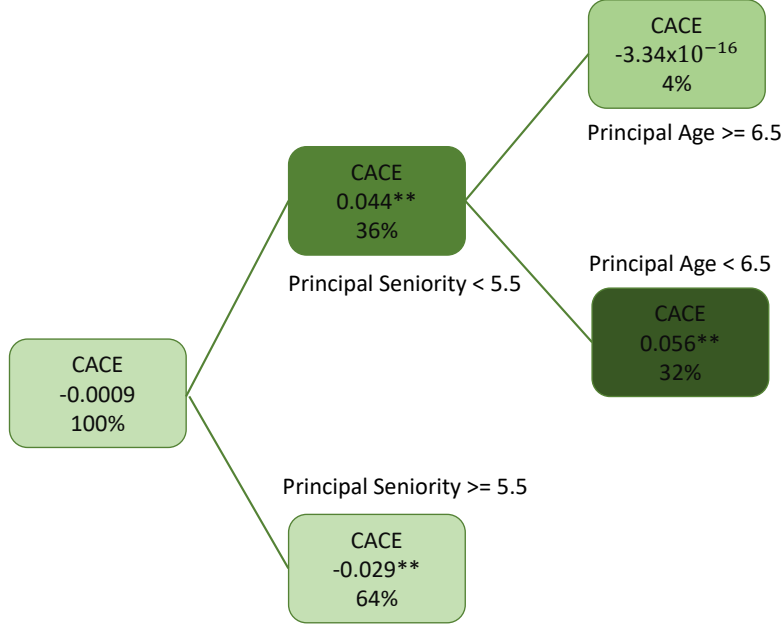 CACE
-3.34x10⁻¹⁶
4%
Principal Age >= 6.5
CACE
0.044**
36%
Principal Seniority < 5.5
Principal Age < 6.5
CACE
0.056**
32%
CACE
-0.0009
100%
Principal Seniority >= 5.5
CACE
-0.029**
64%